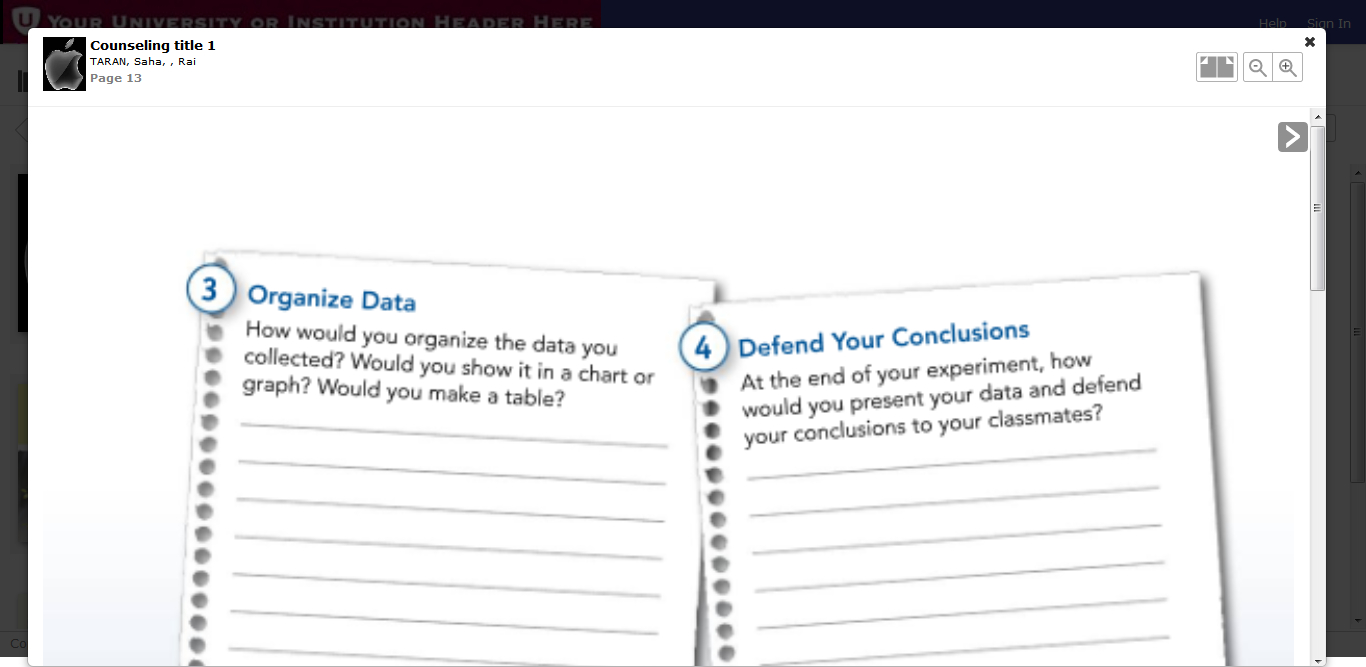 YOUR UNIVERSITY OR INSTITUTION HEADER HERE
Help Sign In
Counseling title 1
TARAN, Saha, , Rai
Page 13
3
Organize Data
How would you organize the data you
collected? Would you show it in a chart or
graph? Would you make a table?
4
Defend Your Conclusions
At the end of your experiment, how
would you present your data and defend
your conclusions to your classmates?
Co